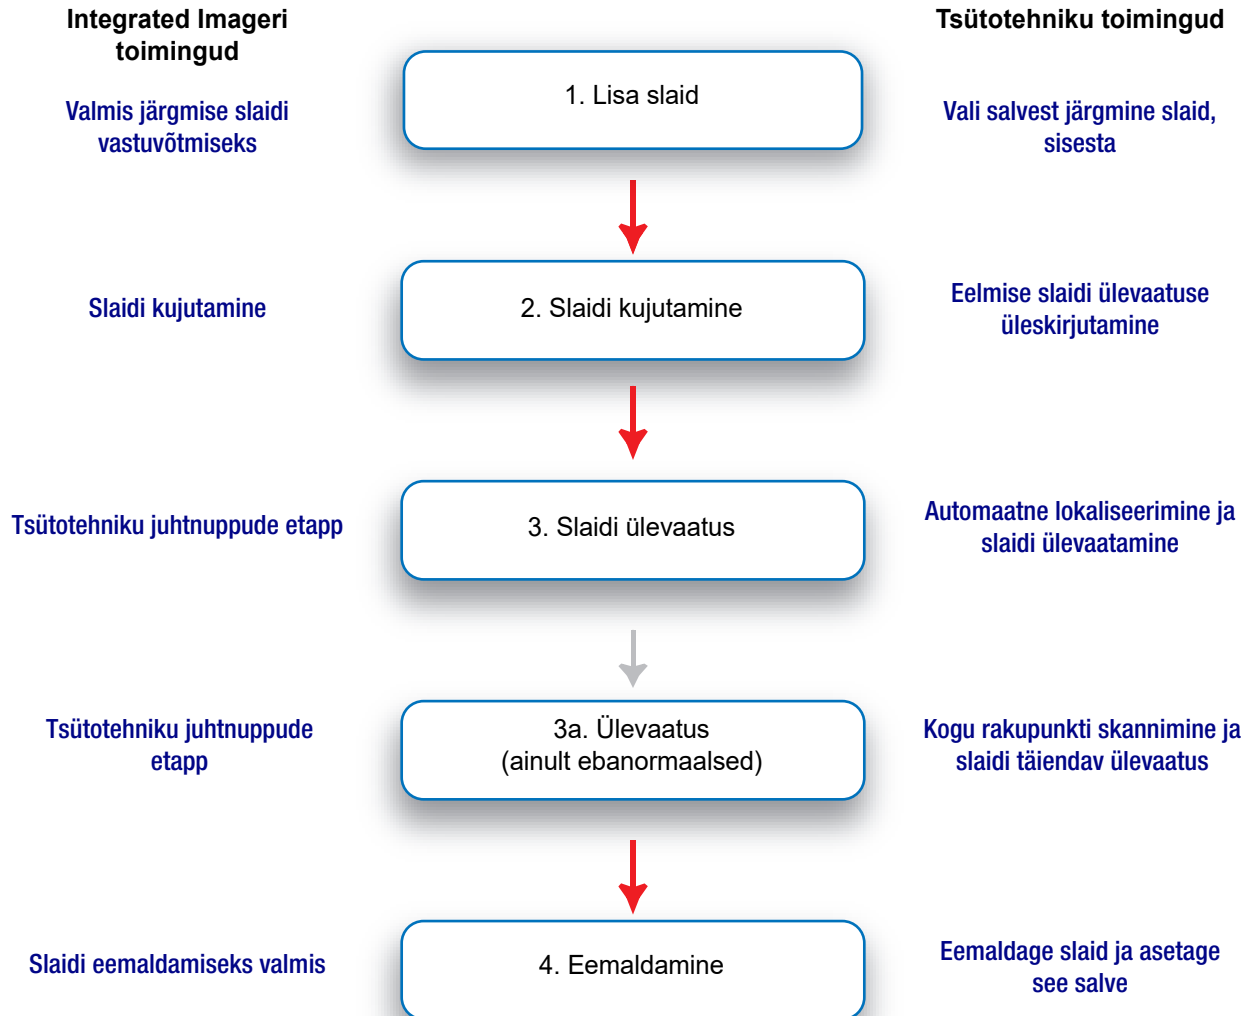 Integrated Imageri
toimingud
Tsütotehniku toimingud
Valmis järgmise slaidi
vastuvõtmiseks
1. Lisa slaid
Vali salvest järgmine slaid,
sisesta
Slaidi kujutamine
2. Slaidi kujutamine
Eelmise slaidi ülevaatuse
üleskirjutamine
Tsütotehniku juhtnuppude etapp
3. Slaidi ülevaatus
Automaatne lokaliseerimine ja
slaidi ülevaatamine
Tsütotehniku juhtnuppude
etapp
3a. Ülevaatus
(ainult ebanormaalsed)
Kogu rakupunkti skannimine ja
slaidi täiendav ülevaatus
Slaidi eemaldamiseks valmis
4. Eemaldamine
Eemaldage slaid ja asetage
see salve